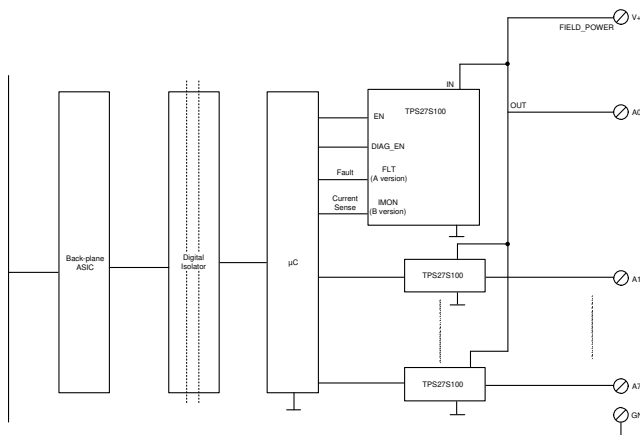 V+
FIELD_POWER
IN
TPS27S100
OUT
A0
EN
DIAG_EN
Fault
FLT
(A version)
Current
Sense
IMON
(B version)
Back-plane
ASIC
Digital
Isolator
µC
TPS27S100
A1
TPS27S100
A7
GN